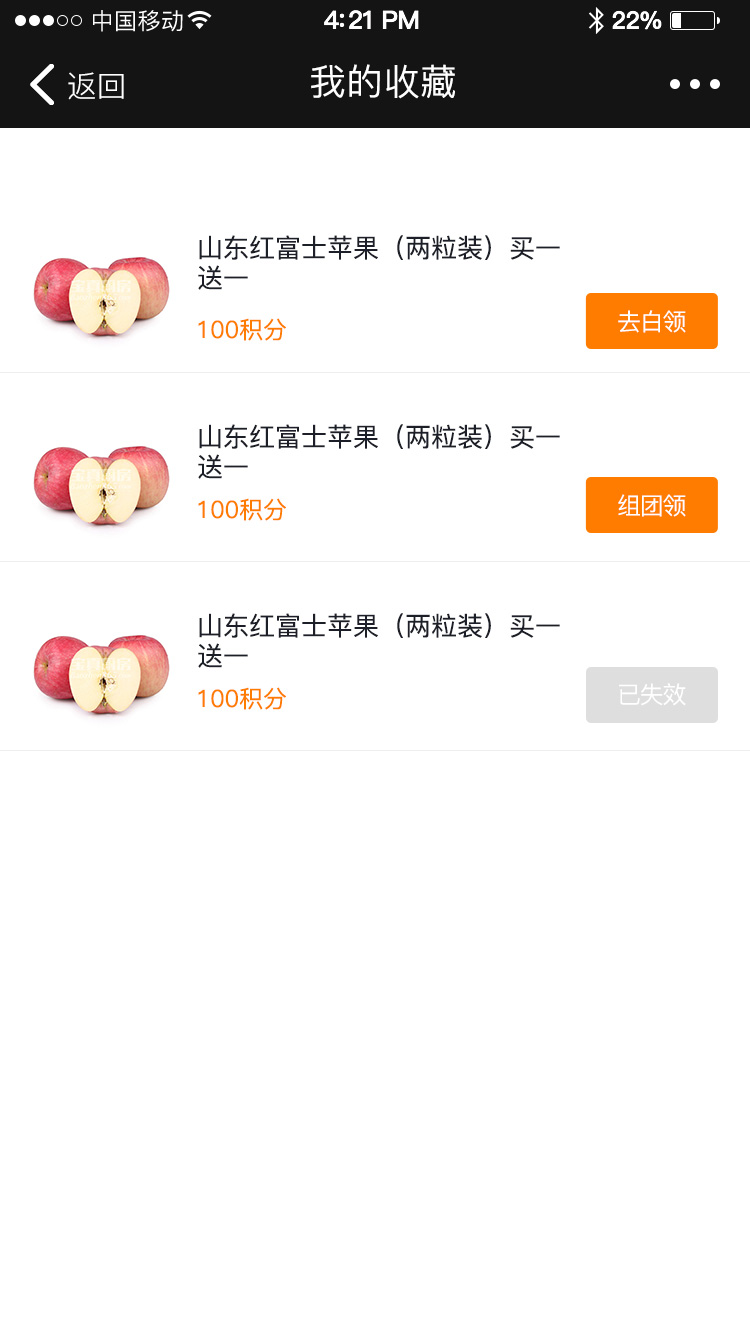 中国移动
4:21 PM
22%
返回
我的收藏
山东红富士苹果（两粒装）买一
送一
100积分
去白领
山东红富士苹果（两粒装）买一
送一
100积分
组团领
山东红富士苹果（两粒装）买一
送一
100积分
已失效